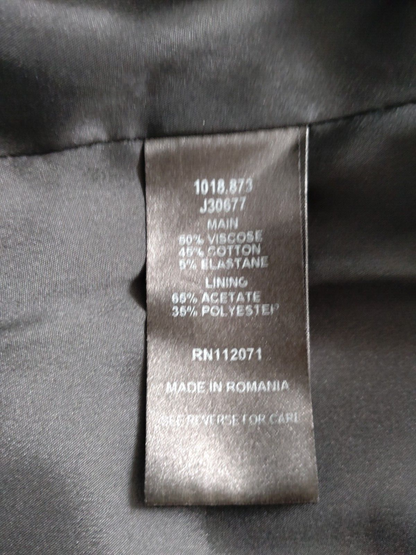 1018.873
J30677
MAIN
50% VISCOSE
45% COTTON
5% ELASTANE
LINING
65% ACETATE
35% POLYESTER
RN112071
MADE IN ROMANIA
SEE REVERSE FOR CARE